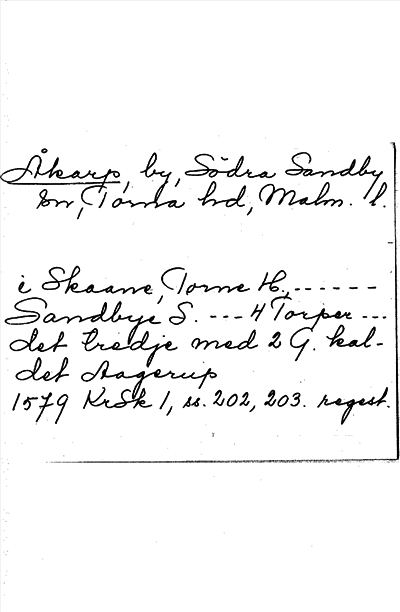 Åkarp, by, Södra Sandby
sn, Torna hd, Malm. l.
i Skaane, Torne H., ------
Sandbye S. --- 4 Torper ---
det tredje med 2 G. kal-
det Aagerup
1579 KrSk 1, ss. 202, 203. regest.